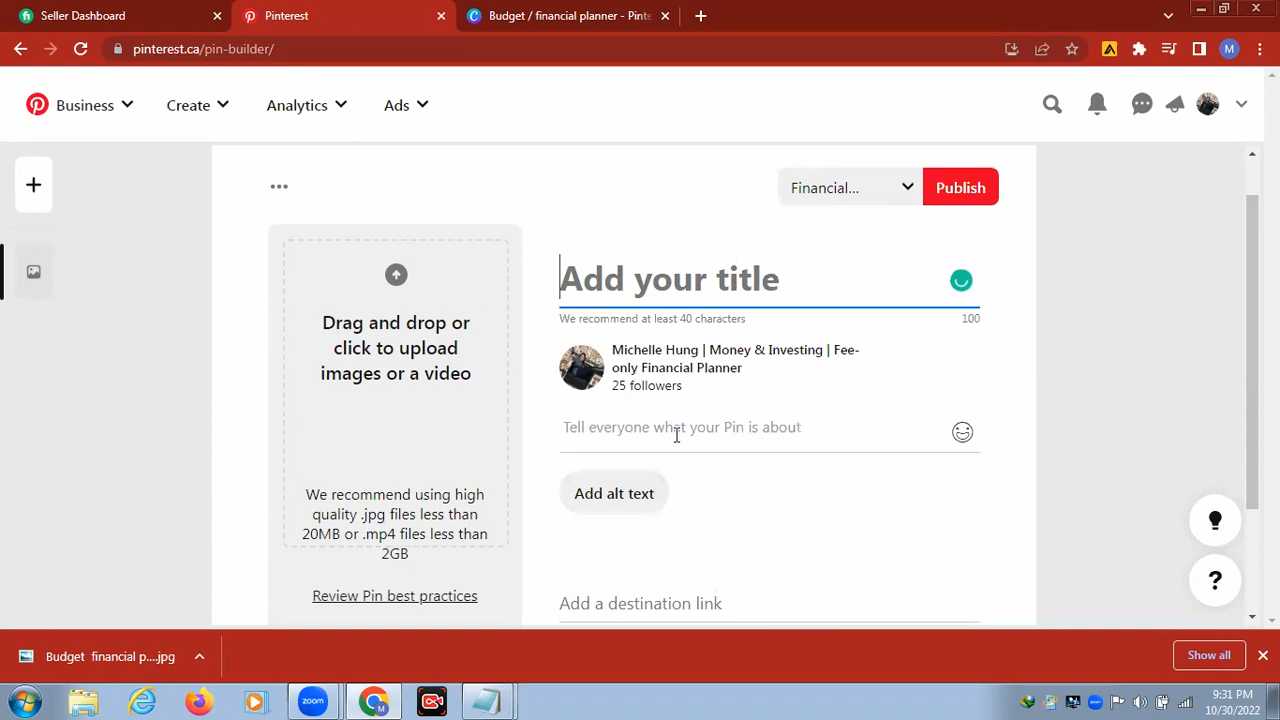 Seller Dashboard
Pinterest
Budget / financial planner - Pinte
pinterest.ca/pin-builder/
M
Business
Create
Analytics
Ads
Financial...
Publish
Drag and drop or
click to upload
images or a video
We recommend using high
quality .jpg files less than
20MB or .mp4 files less than
2GB
Review Pin best practices
Add your title
We recommend at least 40 characters
100
Michelle Hung | Money & Investing | Fee-
only Financial Planner
25 followers
Tell everyone what your Pin is about
Add alt text
Add a destination link
?
Budget financial p....jpg
Show all
zoom
M
9:31 PM
10/30/2022